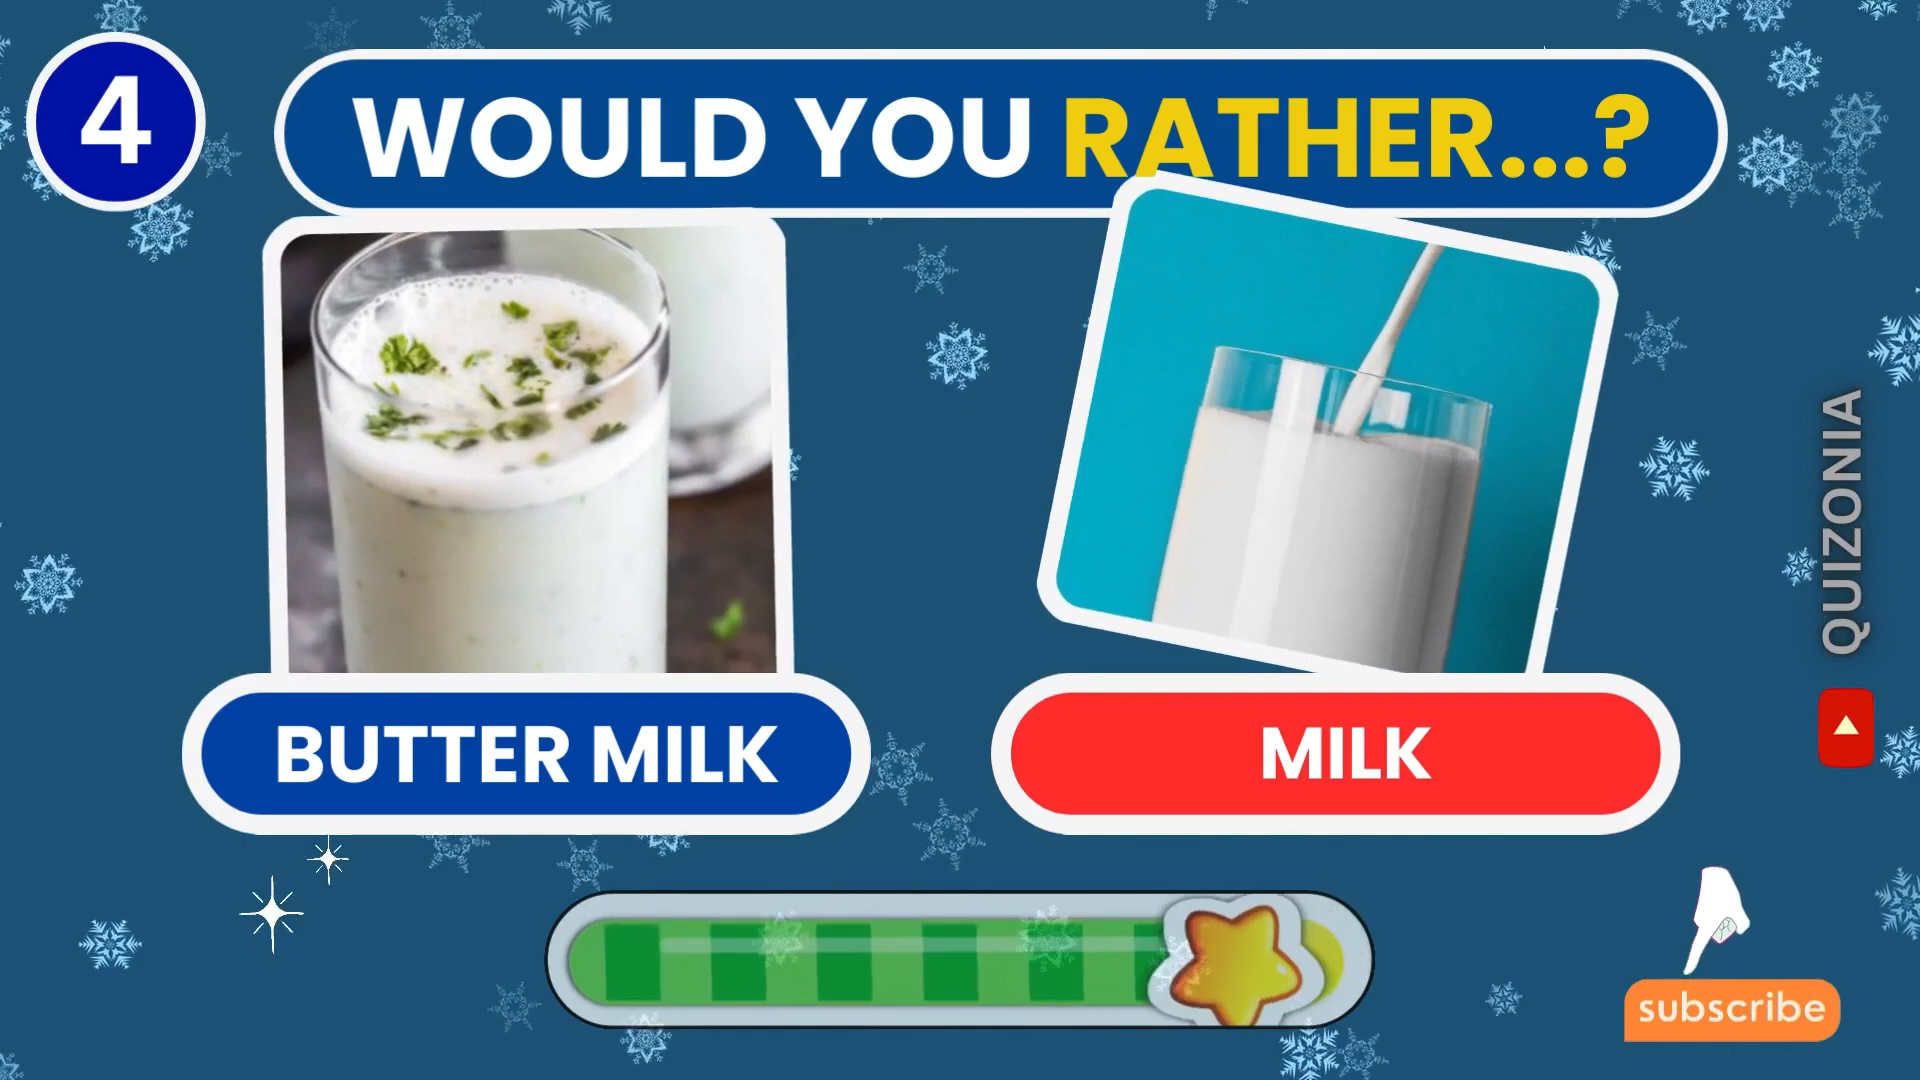 4
WOULD YOU RATHER...?
BUTTER MILK
MILK
QUIZONIA
subscribe